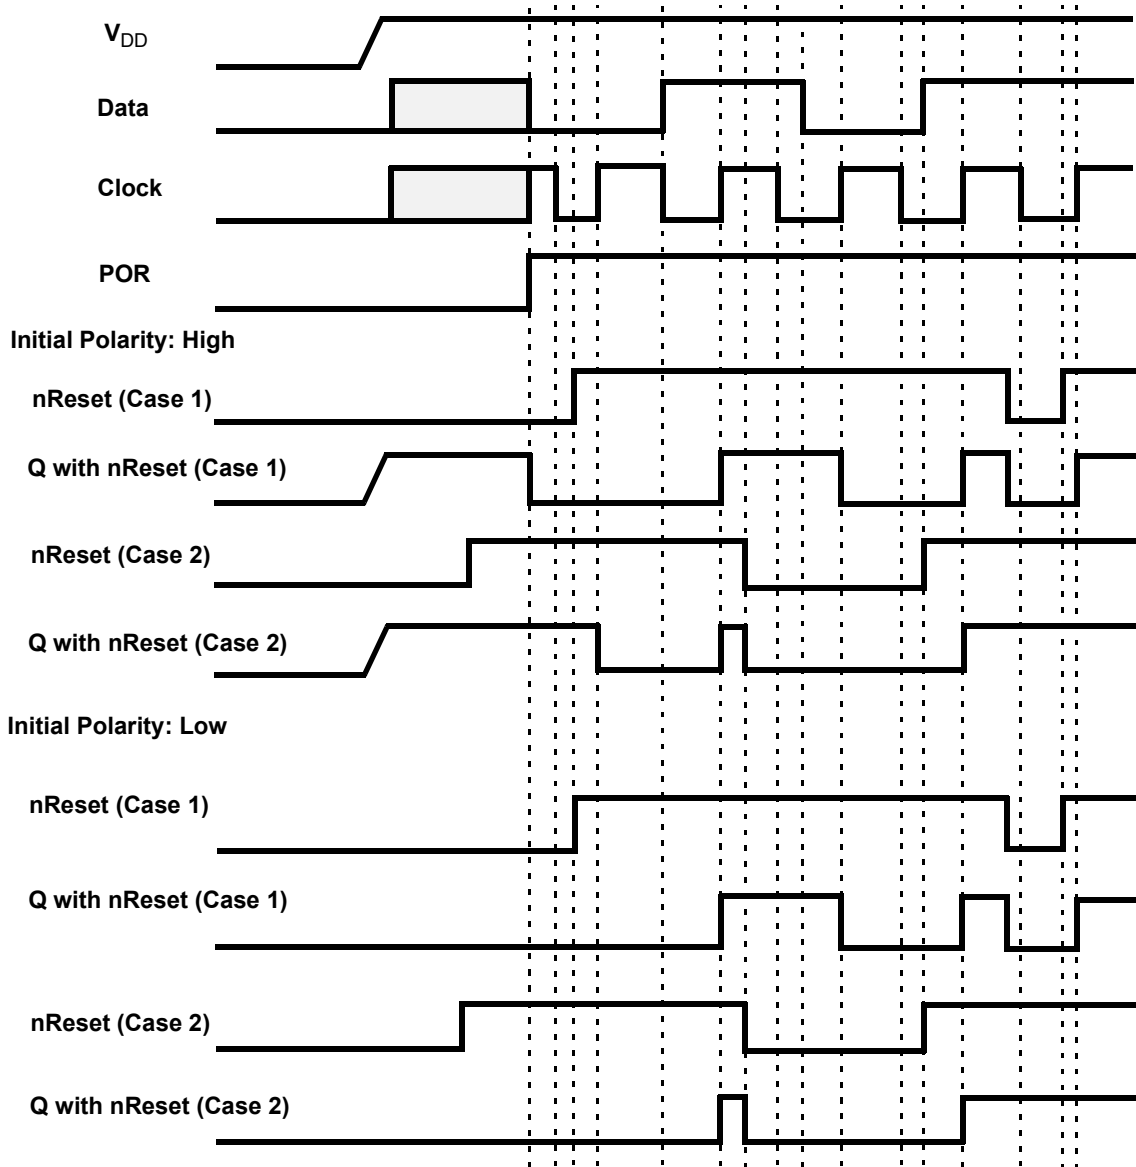 VDD
Data
Clock
POR
Initial Polarity: High
nReset (Case 1)
Q with nReset (Case 1)
nReset (Case 2)
Q with nReset (Case 2)
Initial Polarity: Low
nReset (Case 1)
Q with nReset (Case 1)
nReset (Case 2)
Q with nReset (Case 2)